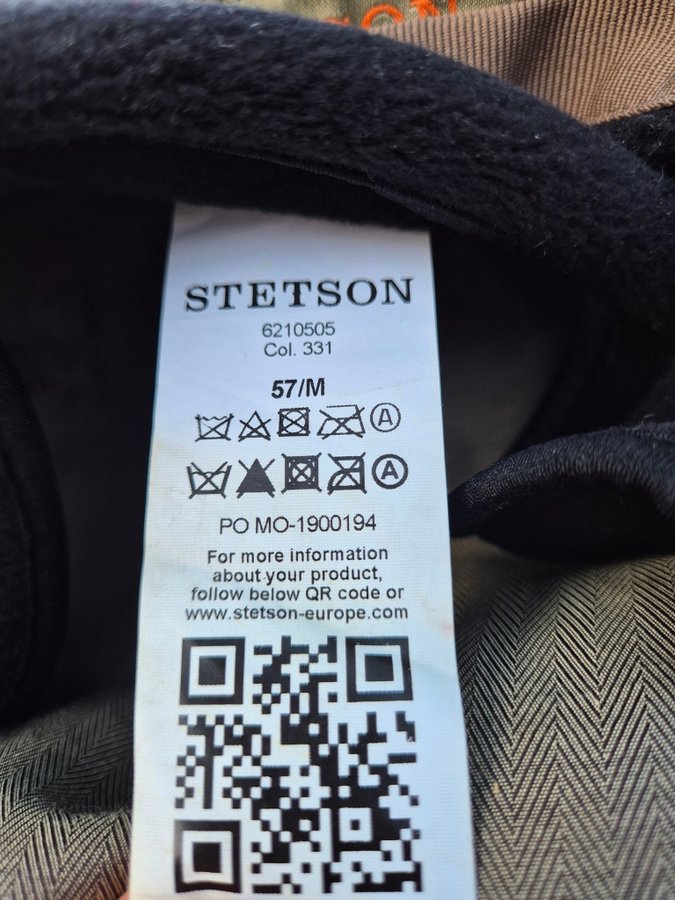 SON
STETSON
6210505
Col. 331
57/M
A
A
PO MO-1900194
For more information
about your product,
follow below QR code or
www.stetson-europe.com